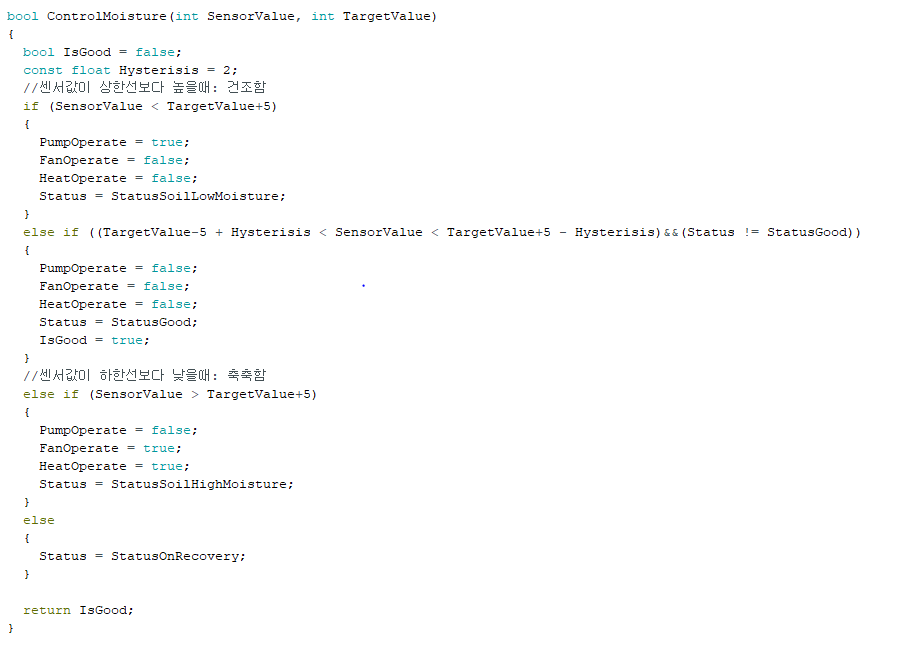 bool ControlMoisture(int SensorValue, int TargetValue)
{
  bool IsGood = false;
  const float Hysterisis = 2;
  //센서값이 상한선보다 높을때: 건조함
  if (SensorValue < TargetValue+5)
  {
    PumpOperate = true;
    FanOperate = false;
    HeatOperate = false;
    Status = StatusSoilLowMoisture;
  }
  else if ((TargetValue-5 + Hysterisis < SensorValue < TargetValue+5 - Hysterisis)&&(Status != StatusGood))
  {
    PumpOperate = false;
    FanOperate = false;
    HeatOperate = false;
    Status = StatusGood;
    IsGood = true;
  }
  //센서값이 하한선보다 낮을때: 축축함
  else if (SensorValue > TargetValue+5)
  {
    PumpOperate = false;
    FanOperate = true;
    HeatOperate = true;
    Status = StatusSoilHighMoisture;
  }
  else
  {
    Status = StatusOnRecovery;
  }

  return IsGood;
}